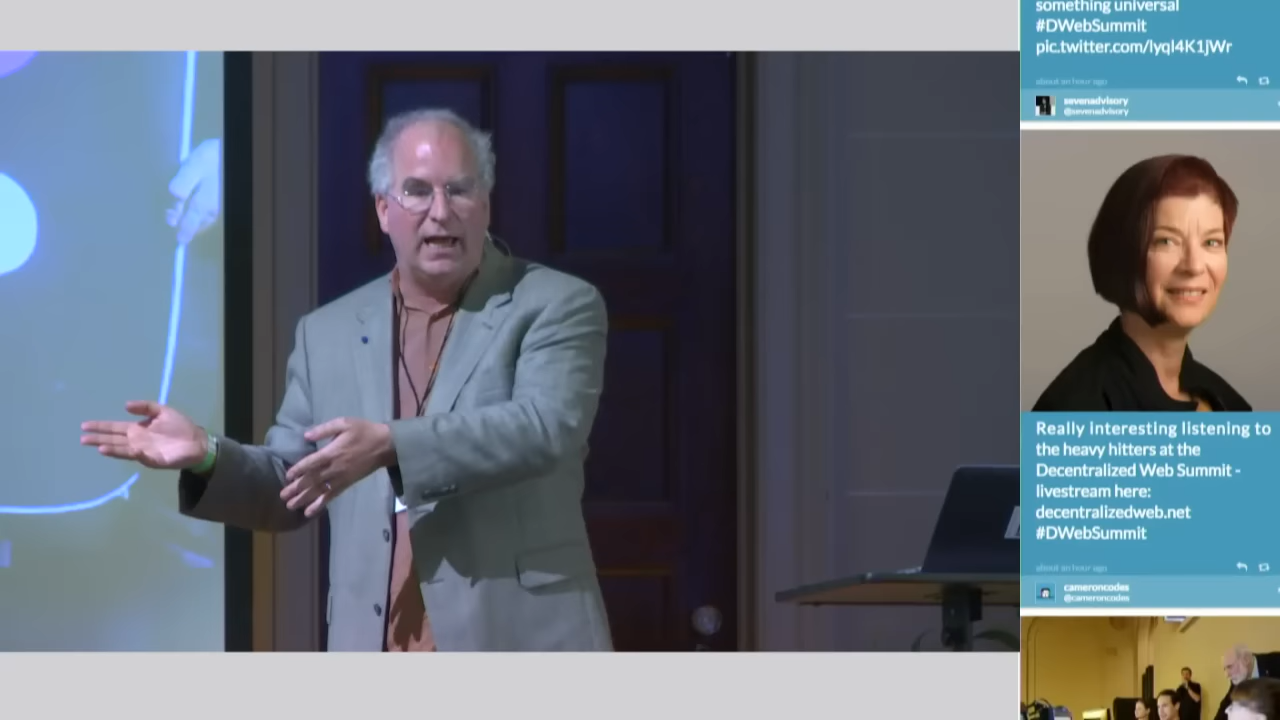 something universal
#DWebSummit
pic.twitter.com/lyql4K1jWr
about an hour ago
sevenadvisory
@sevenadvisory
Really interesting listening to
the heavy hitters at the
Decentralized Web Summit -
livestream here:
decentralizedweb.net
#DWebSummit
about an hour ago
cameroncodes
@cameroncodes